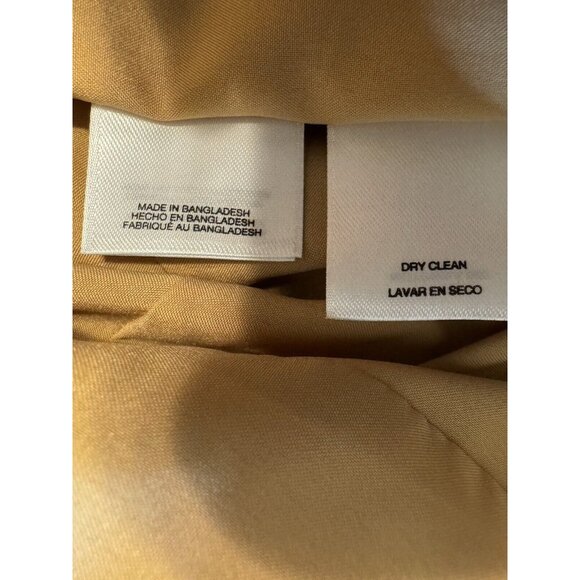 MADE IN BANGLADESH
HECHO EN BANGLADESH
FABRIQUÉ AU BANGLADESH
DRY CLEAN
LAVAR EN SECO